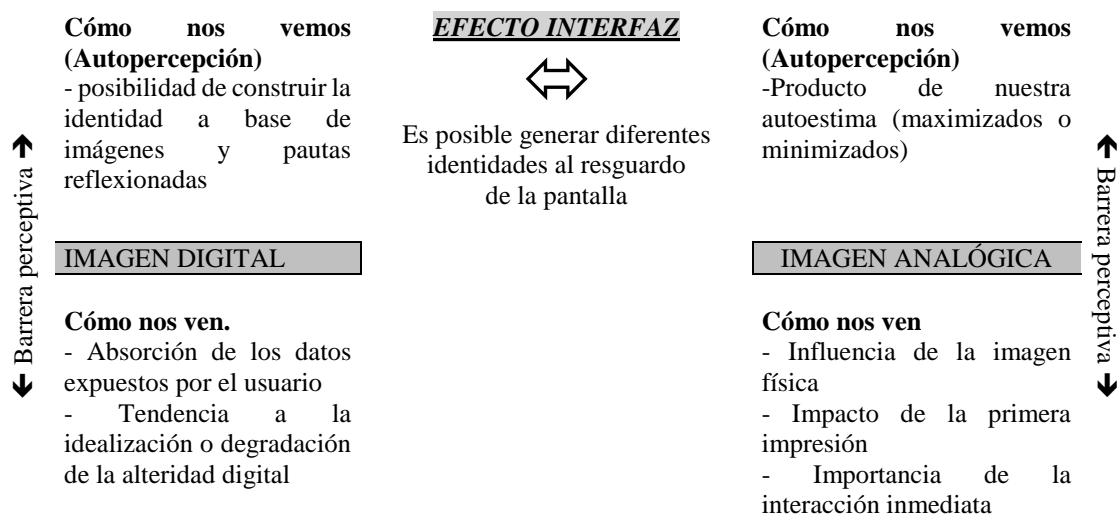 Cómo nos vemos
(Autopercepción)
- posibilidad de construir la
identidad a base de
imágenes y pautas
reflexionadas
IMAGEN DIGITAL
Cómo nos ven.
- Absorción de los datos
expuestos por el usuario
- Tendencia a la
idealización o degradación
de la alteridad digital
Barrera perceptiva
EFECTO INTERFAZ
Es posible generar diferentes
identidades al resguardo
de la pantalla
Cómo nos vemos
(Autopercepción)
-Producto de nuestra
autoestima (maximizados o
minimizados)
IMAGEN ANALÓGICA
Cómo nos ven
- Influencia de la imagen
física
- Impacto de la primera
impresión
- Importancia de la
interacción inmediata
Barrera perceptiva